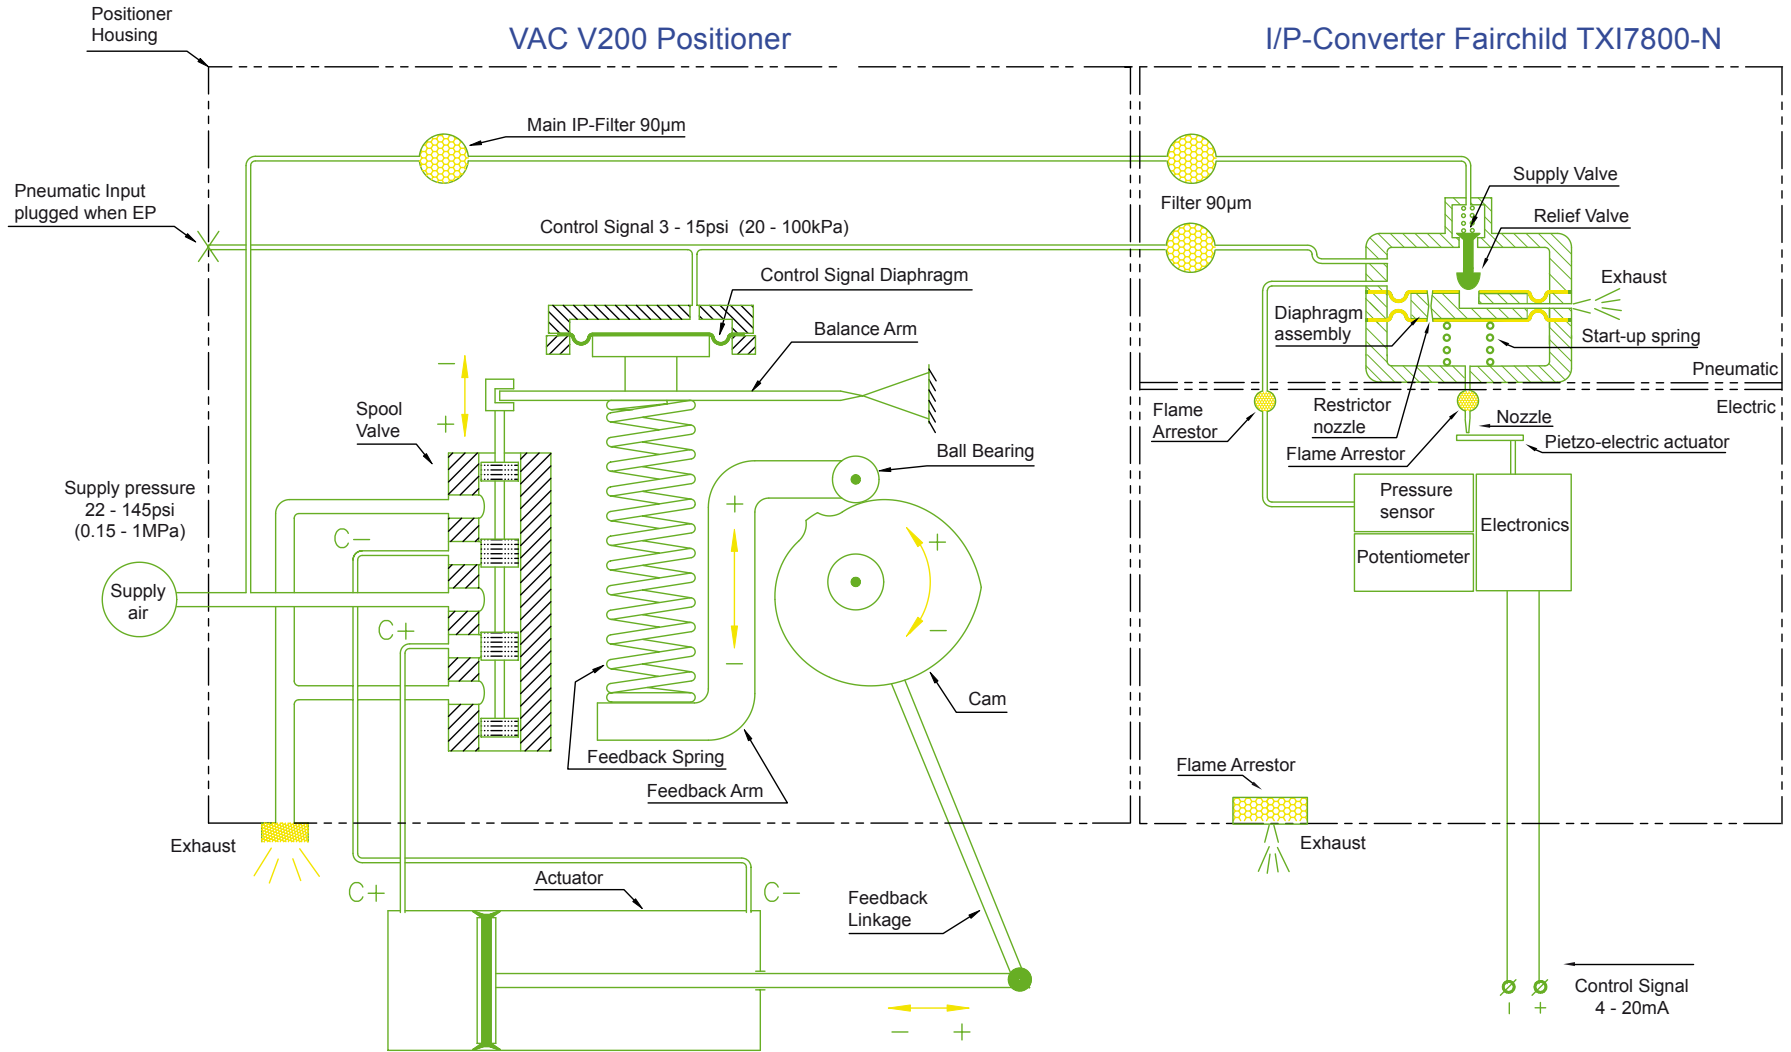 Positioner
Housing
VAC V200 Positioner
I/P-Converter Fairchild TXI7800-N
Main IP-Filter 90µm
Pneumatic Input
plugged when EP
Filter 90µm
Supply Valve
Relief Valve
Control Signal 3 - 15psi (20 - 100kPa)
Control Signal Diaphragm
Exhaust
Diaphragm
assembly
Balance Arm
Start-up spring
Pneumatic
Electric
−
+
Spool
Valve
Flame
Arrestor
Restrictor
nozzle
Nozzle
Flame Arrestor
Pietzo-electric actuator
Ball Bearing
Supply pressure
22 - 145psi
(0.15 - 1MPa)
Pressure
sensor
Electronics
Potentiometer
+
−
+
−
C−
C+
Supply
air
Cam
Feedback Spring
Feedback Arm
Flame Arrestor
Exhaust
Exhaust
C+
Actuator
C−
Feedback
Linkage
− +
− +
Control Signal
4 - 20mA